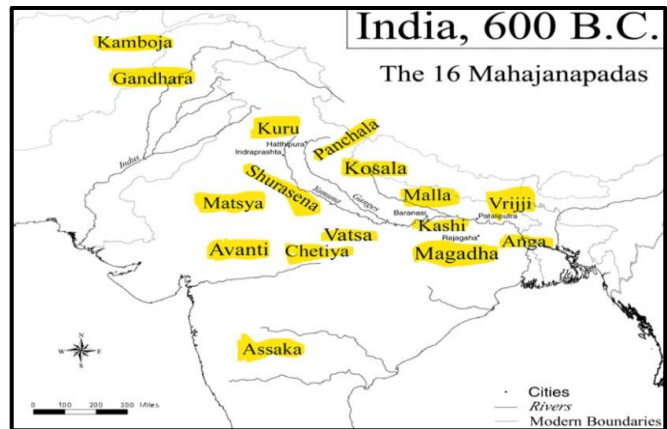 India, 600 B.C.
The 16 Mahajanapadas
Kamboja
Gandhara
Indus
Kuru
Hatthipura
Indraprashta
Panchala
Kosala
Shurasena
Yamuna
Ganges
Matsya
Malla
Vrijji
Baranasi
Pataliputra
Kashi
Rajagaha
Anga
Magadha
Vatsa
Avanti
Chetiya
Assaka
N
W
E
S
0 100 200 300 Miles
Cities
Rivers
Modern Boundaries